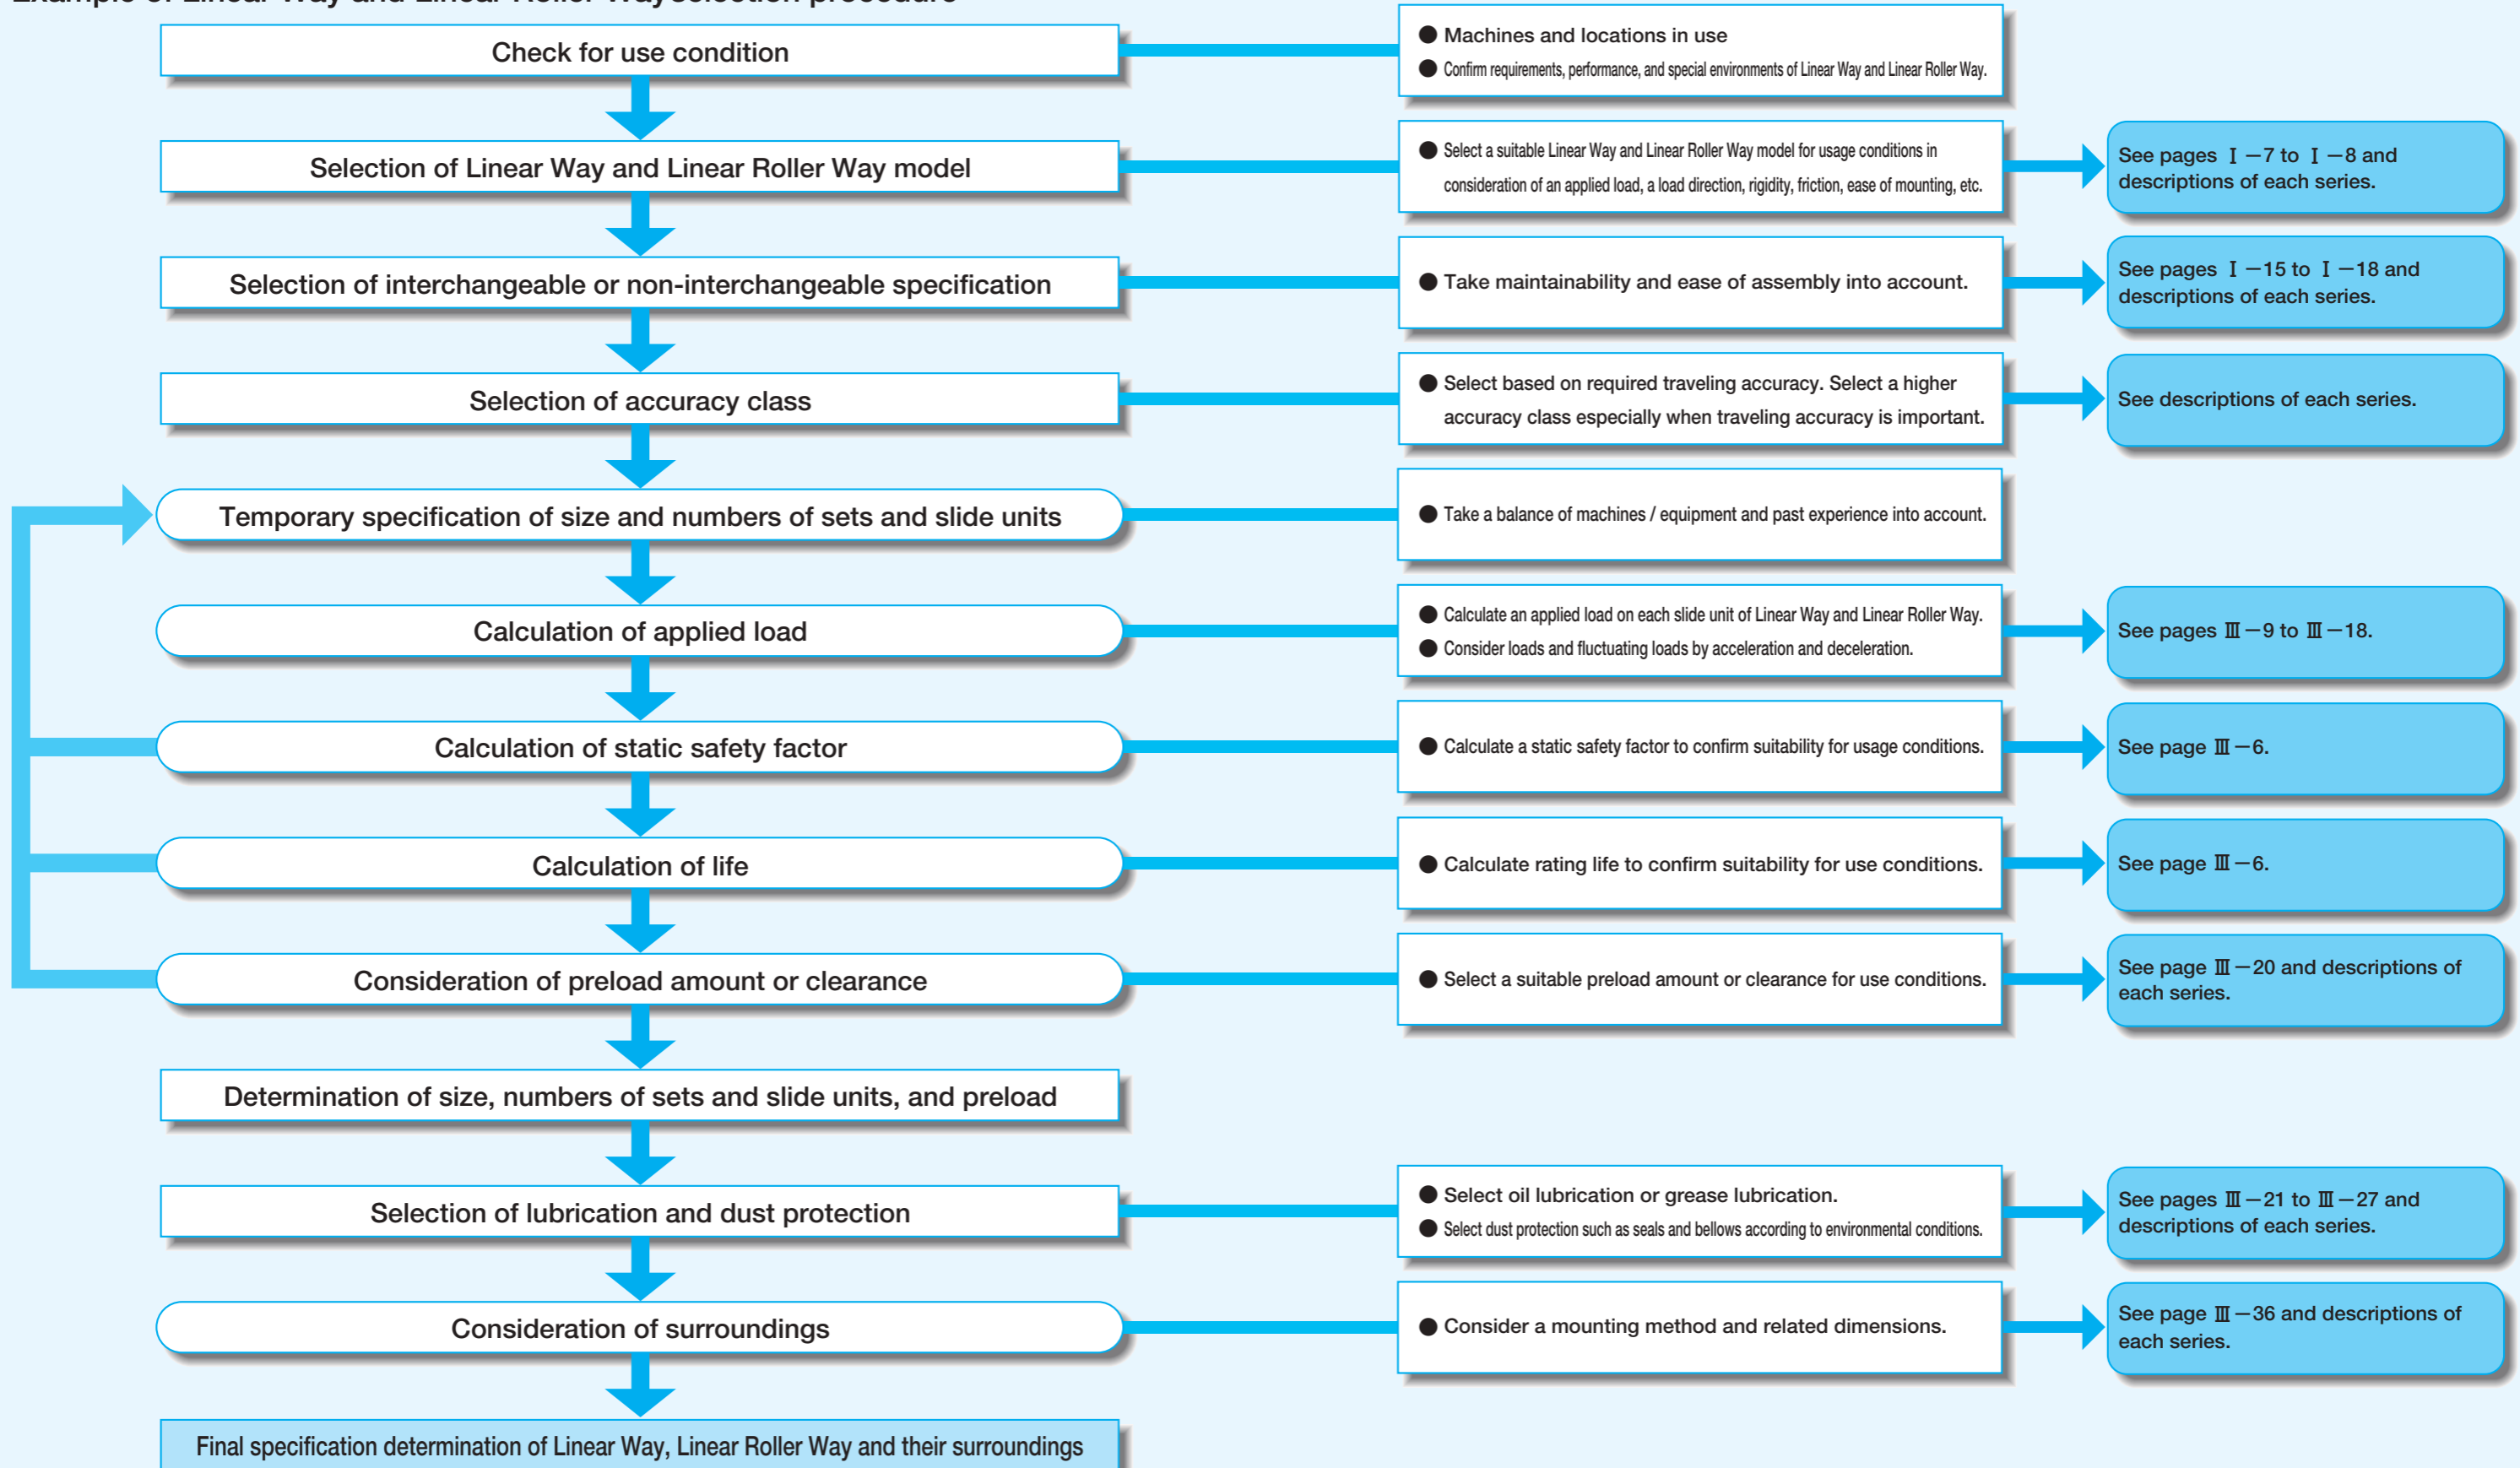 Example of Linear Way and Linear Roller Way selection procedure
Check for use condition
● Machines and locations in use
● Confirm requirements, performance, and special environments of Linear Way and Linear Roller Way.
Selection of Linear Way and Linear Roller Way model
● Select a suitable Linear Way and Linear Roller Way model for usage conditions in
consideration of an applied load, a load direction, rigidity, friction, ease of mounting, etc.
See pages Ⅰ−7 to Ⅰ−8 and
descriptions of each series.
Selection of interchangeable or non-interchangeable specification
● Take maintainability and ease of assembly into account.
See pages Ⅰ−15 to Ⅰ−18 and
descriptions of each series.
Selection of accuracy class
● Select based on required traveling accuracy. Select a higher
accuracy class especially when traveling accuracy is important.
See descriptions of each series.
Temporary specification of size and numbers of sets and slide units
● Take a balance of machines / equipment and past experience into account.
Calculation of applied load
● Calculate an applied load on each slide unit of Linear Way and Linear Roller Way.
● Consider loads and fluctuating loads by acceleration and deceleration.
See pages Ⅲ−9 to Ⅲ−18.
Calculation of static safety factor
● Calculate a static safety factor to confirm suitability for usage conditions.
See page Ⅲ−6.
Calculation of life
● Calculate rating life to confirm suitability for use conditions.
See page Ⅲ−6.
Consideration of preload amount or clearance
● Select a suitable preload amount or clearance for use conditions.
See page Ⅲ−20 and descriptions of
each series.
Determination of size, numbers of sets and slide units, and preload
Selection of lubrication and dust protection
● Select oil lubrication or grease lubrication.
● Select dust protection such as seals and bellows according to environmental conditions.
See pages Ⅲ−21 to Ⅲ−27 and
descriptions of each series.
Consideration of surroundings
● Consider a mounting method and related dimensions.
See page Ⅲ−36 and descriptions of
each series.
Final specification determination of Linear Way, Linear Roller Way and their surroundings